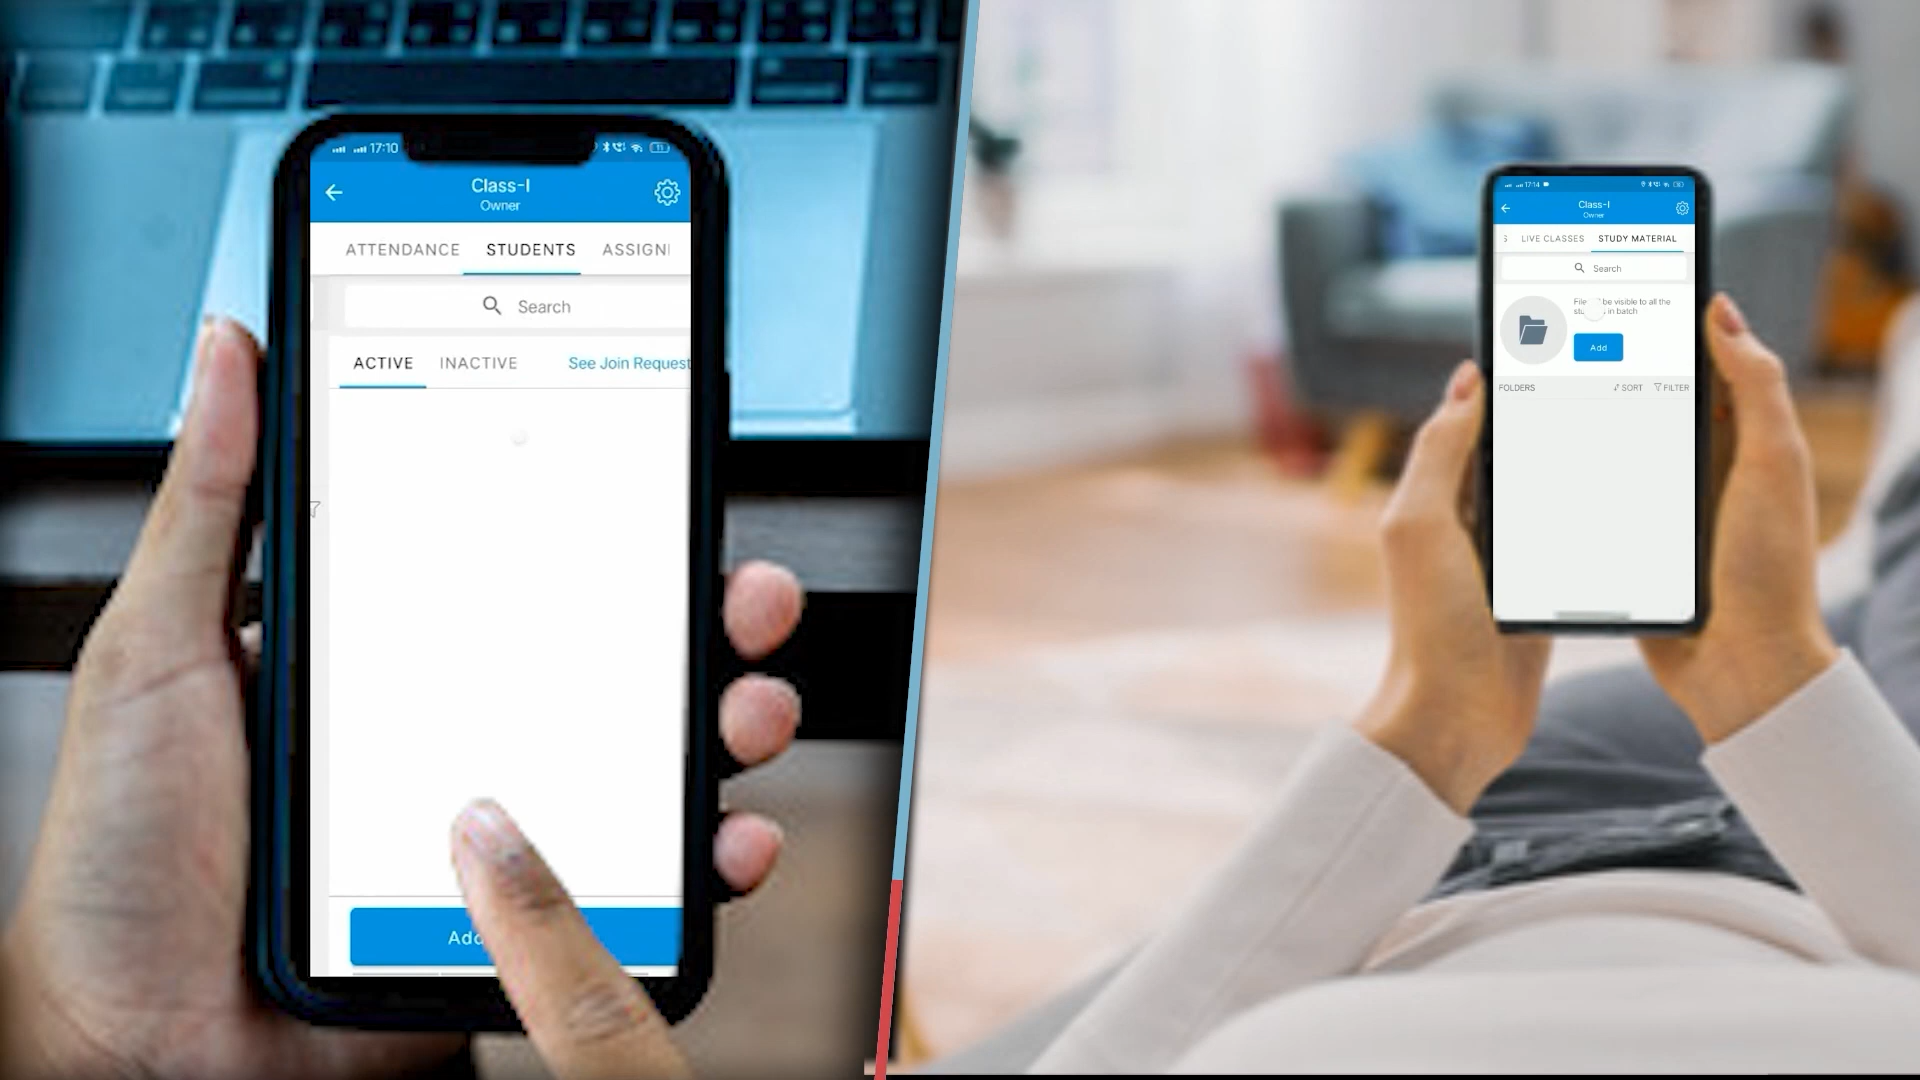 17:10
Class-I
Owner
ATTENDANCE STUDENTS ASSIGN
Search
ACTIVE INACTIVE See Join Request
Add
17:14
Class-I
Owner
S LIVE CLASSES STUDY MATERIAL
Search
be visible to all the
in batch
Add
FOLDERS SORT FILTER